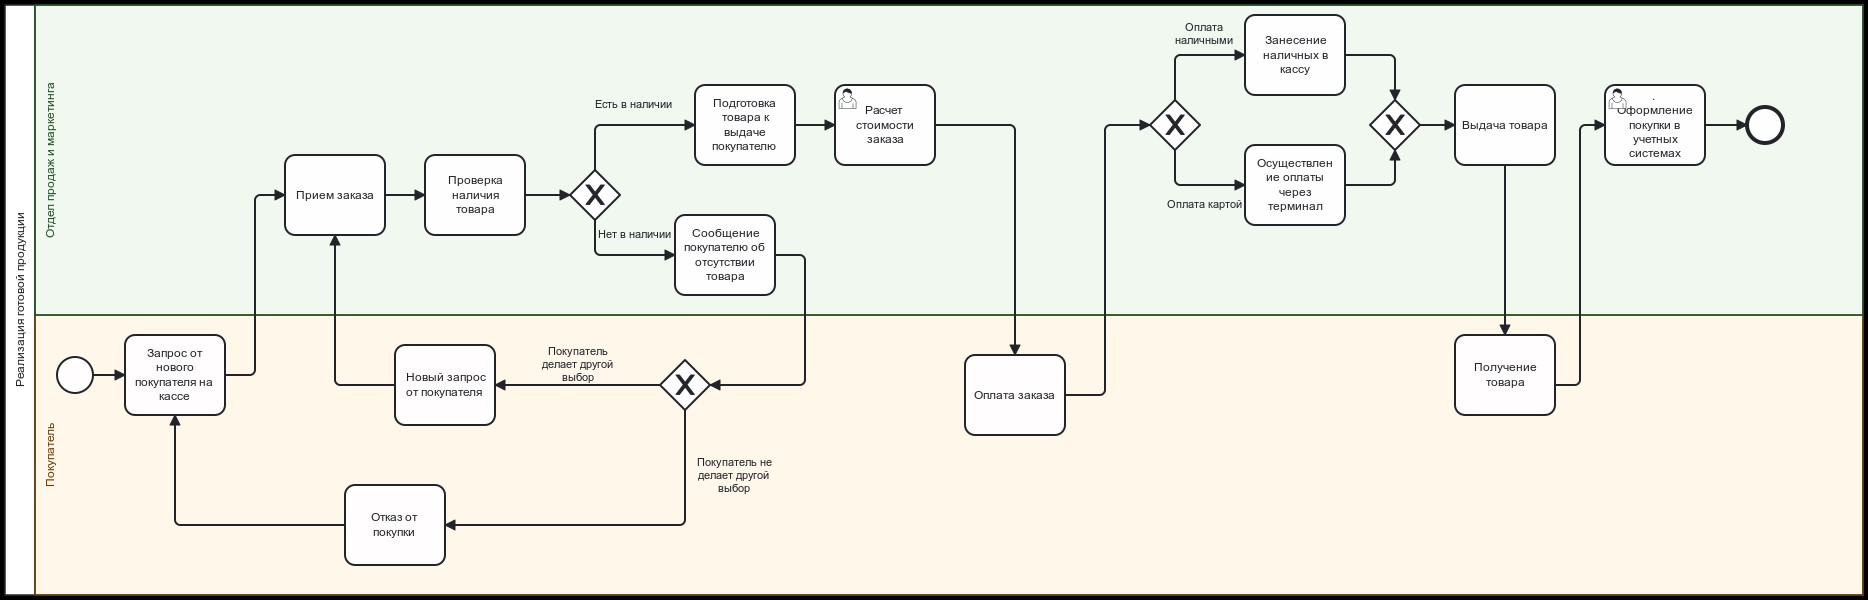 Реализация готовой продукции
Отдел продаж и маркетинга
Оплата
наличными
Занесение
наличных в
кассу
Есть в наличии
Подготовка
товара к
выдаче
покупателю
Расчет
стоимости
заказа
X
X
Выдача товара
.
Оформление
покупки в
учетных
системах
Прием заказа
Проверка
наличия
товара
X
Осуществлен
ие оплаты
через
терминал
Оплата картой
Нет в наличии
Сообщение
покупателю об
отсутствии
товара
Покупатель
Запрос от
нового
покупателя на
кассе
Новый запрос
от покупателя
Покупатель
делает другой
выбор
X
Оплата заказа
Получение
товара
Покупатель не
делает другой
выбор
Отказ от
покупки